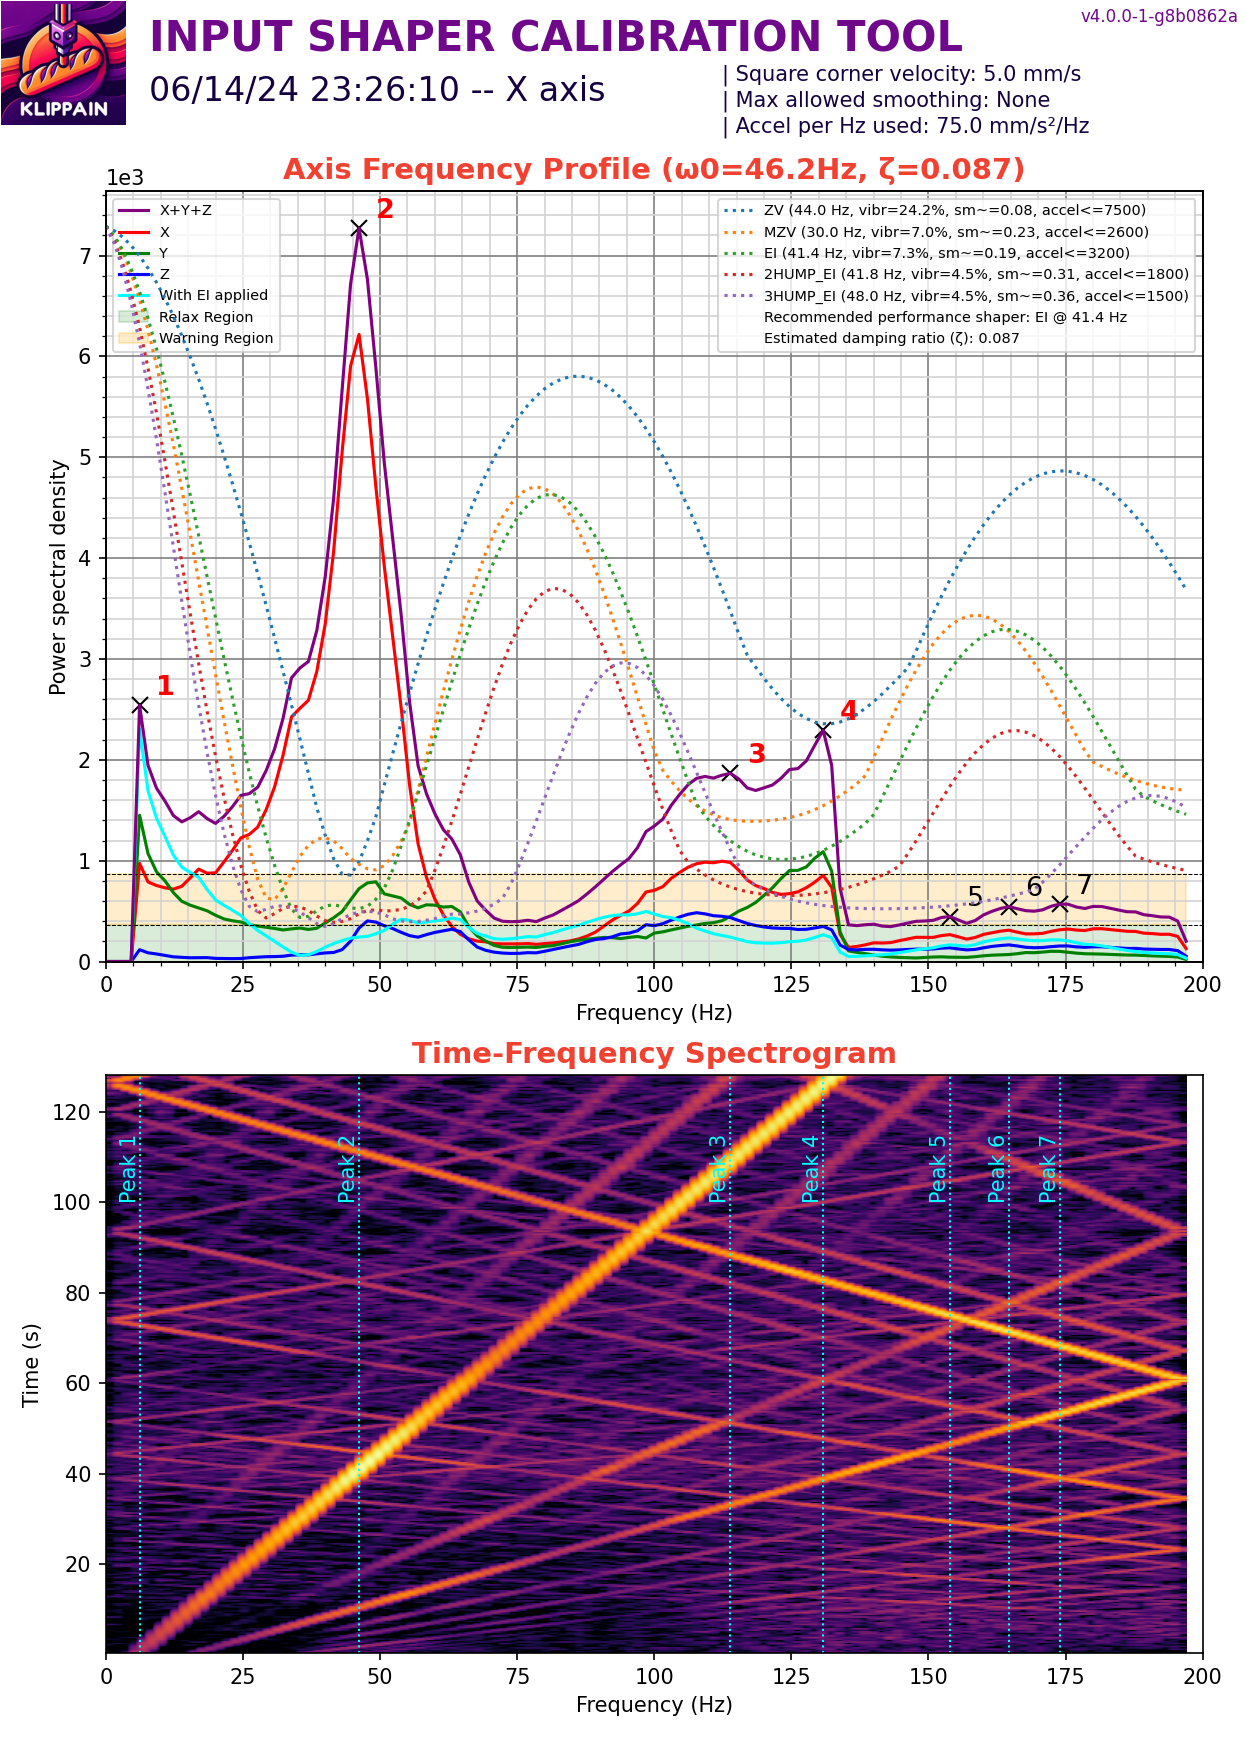 v4.0.0-1-g8b0862a
INPUT SHAPER CALIBRATION TOOL
06/14/24 23:26:10 -- X axis
| Square corner velocity: 5.0 mm/s
| Max allowed smoothing: None
| Accel per Hz used: 75.0 mm/s²/Hz
KLIPPAIN
Axis Frequency Profile (ω0=46.2Hz, ζ=0.087)
1e3
X+Y+Z
X
Y
Z
With EI applied
Relax Region
Warning Region
ZV (44.0 Hz, vibr=24.2%, sm~=0.08, accel<=7500)
MZV (30.0 Hz, vibr=7.0%, sm~=0.23, accel<=2600)
EI (41.4 Hz, vibr=7.3%, sm~=0.19, accel<=3200)
2HUMP_EI (41.8 Hz, vibr=4.5%, sm~=0.31, accel<=1800)
3HUMP_EI (48.0 Hz, vibr=4.5%, sm~=0.36, accel<=1500)
Recommended performance shaper: EI @ 41.4 Hz
Estimated damping ratio (ζ): 0.087
Power spectral density
7
6
5
4
3
2
1
0
1
2
3
4
5
6
7
0 25 50 75 100 125 150 175 200
Frequency (Hz)
Time-Frequency Spectrogram
Time (s)
120
100
80
60
40
20
Peak 1
Peak 2
Peak 3
Peak 4
Peak 5
Peak 6
Peak 7
0 25 50 75 100 125 150 175 200
Frequency (Hz)